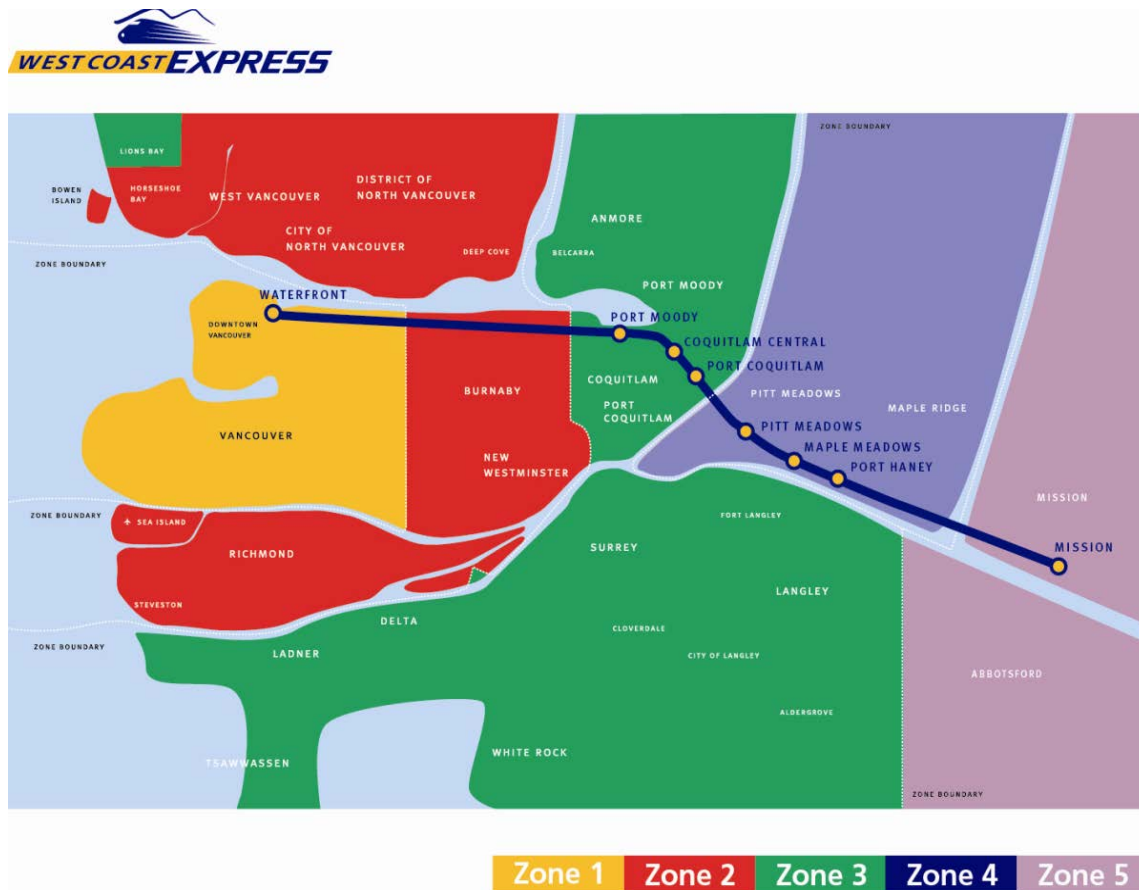 WEST COAST EXPRESS
ZONE BOUNDARY
LIONS BAY
BOWEN
ISLAND
HORSESHOE
BAY
WEST VANCOUVER
DISTRICT OF
NORTH VANCOUVER
CITY OF
NORTH VANCOUVER
DEEP COVE
ANMORE
BELCARRA
ZONE BOUNDARY
PORT MOODY
WATERFRONT
DOWNTOWN
VANCOUVER
PORT MOODY
COQUITLAM CENTRAL
PORT COQUITLAM
COQUITLAM
PORT
COQUITLAM
BURNABY
PITT MEADOWS
MAPLE RIDGE
VANCOUVER
PITT MEADOWS
MAPLE MEADOWS
PORT HANEY
NEW
WESTMINSTER
MISSION
ZONE BOUNDARY
SEA ISLAND
FORT LANGLEY
RICHMOND
SURREY
MISSION
STEVESTON
LANGLEY
DELTA
CLOVERDALE
ZONE BOUNDARY
LADNER
CITY OF LANGLEY
ABBOTSFORD
ALDERGROVE
WHITE ROCK
TSAWWASSEN
ZONE BOUNDARY
Zone 1
Zone 2
Zone 3
Zone 4
Zone 5